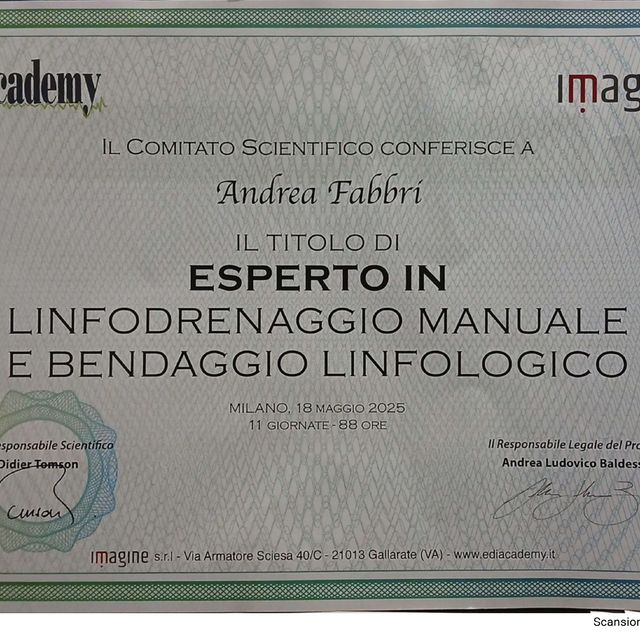 cademy
imag
IL COMITATO SCIENTIFICO CONFERISCE A
Andrea Fabbri
IL TITOLO DI
ESPERTO IN
LINFODRENAGGIO MANUALE
E BENDAGGIO LINFOLOGICO
MILANO, 18 MAGGIO 2025
11 GIORNATE - 88 ORE
esponsabile Scientifico
Didier Tomson
Il Responsabile Legale del Pro
Andrea Ludovico Baldess
imagine s.r.l - Via Armatore Sciesa 40/C - 21013 Gallarate (VA) - www.ediacademy.it
Scansion